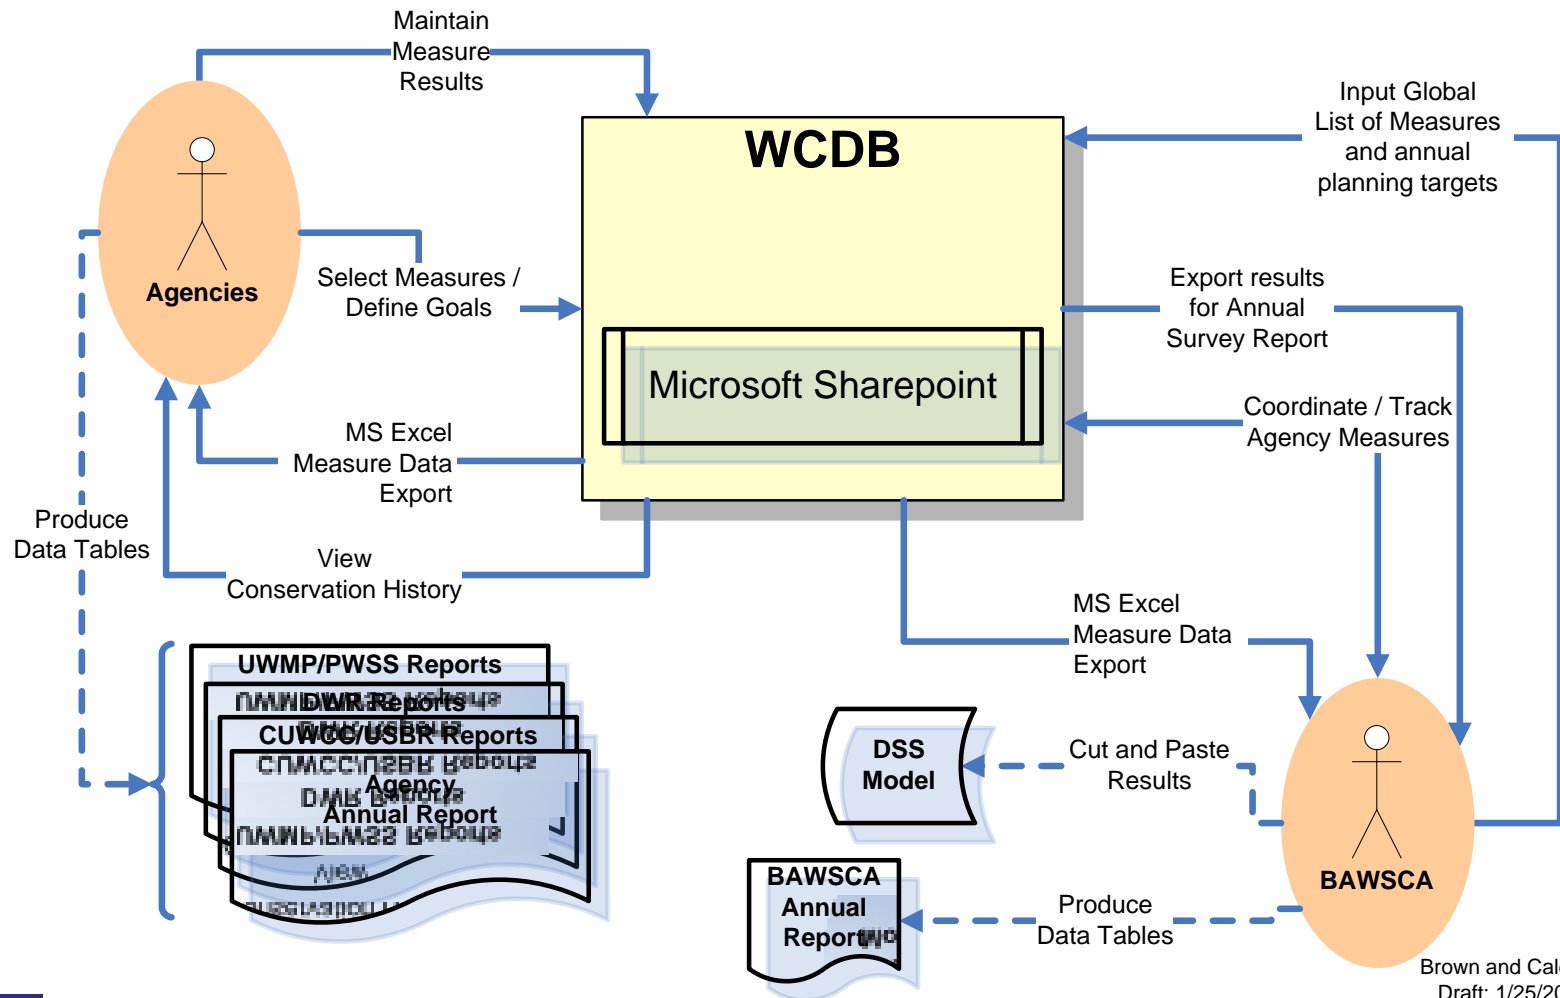 Maintain
Measure
Results
WCDB
Input Global
List of Measures
and annual
planning targets
Agencies
Select Measures /
Define Goals
Export results
for Annual
Survey Report
Microsoft Sharepoint
Coordinate / Track
Agency Measures
MS Excel
Measure Data
Export
Produce
Data Tables
View
Conservation History
MS Excel
Measure Data
Export
UWMP/PWSS Reports
DWR Reports
CUWCC/USBR Reports
Agency
Annual Report
DSS
Model
Cut and Paste
Results
BAWSCA
BAWSCA
Annual
Report
Produce
Data Tables
Brown and
Draft: